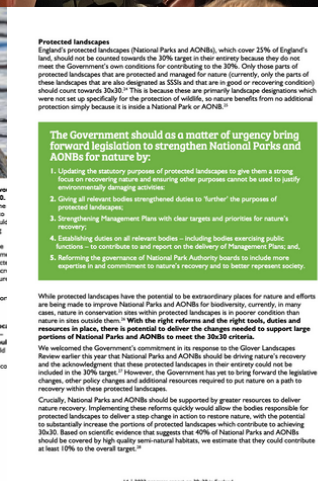 Protected landscapes
England's protected landscapes (National Parks and AONBs), which cover 25% of England's
land, should not be counted towards the 30% target in their entirety because they do not
meet the Government's own conditions for contributing to the 30%. Only those parts of
protected landscapes that are protected and managed for nature (currently, only the parts of
these landscapes that are also designated as SSSIs and that are in good or recovering condition)
should count towards 30x30. This is because these are primarily landscape designations which
were not set up specifically for the protection of wildlife, so nature benefits from no additional
protection simply because it is inside a National Park or AONB.
The Government should as a matter of urgency bring
forward legislation to strengthen National Parks and
AONBs for nature by:
1. Updating the statutory purposes of protected landscapes to give them a strong
focus on recovering nature and ensuring other purposes cannot be used to justify
environmentally damaging activities;
2. Giving all relevant bodies strengthened duties to 'further' the purposes of
protected landscapes;
3. Strengthening Management Plans with clear targets and priorities for nature's
recovery;
4. Establishing duties on all relevant bodies – including bodies exercising public
functions – to contribute to and report on the delivery of Management Plans; and,
5. Reforming the governance of National Park Authority boards to include more
expertise in and commitment to nature's recovery and to better represent society.
While protected landscapes have the potential to be extraordinary places for nature and efforts
are being made to improve National Parks and AONBs for biodiversity, currently, in many
cases, nature in conservation sites within protected landscapes is in poorer condition than
nature in sites outside them. With the right reforms and the right tools, duties and
resources in place, there is potential to deliver the changes needed to support large
portions of National Parks and AONBs to meet the 30x30 criteria.
We welcomed the Government's commitment in its response to the Glover Landscapes
Review earlier this year that National Parks and AONBs should be driving nature's recovery
and the acknowledgment that these protected landscapes in their entirety could not be
included in the 30% target. However, the Government has yet to bring forward the legislative
changes, other policy changes and additional resources required to put nature on a path to
recovery within these protected landscapes.
Crucially, National Parks and AONBs should be supported by greater resources to deliver
nature recovery. Implementing these reforms quickly would allow the bodies responsible for
protected landscapes to deliver a step change in action to restore nature, with the potential
to substantially increase the portions of protected landscapes which contribute to achieving
30x30. Based on scientific evidence that suggests that 40% of National Parks and AONBs
should be covered by high quality semi-natural habitats, we estimate that they could contribute
at least 10% to the overall target.